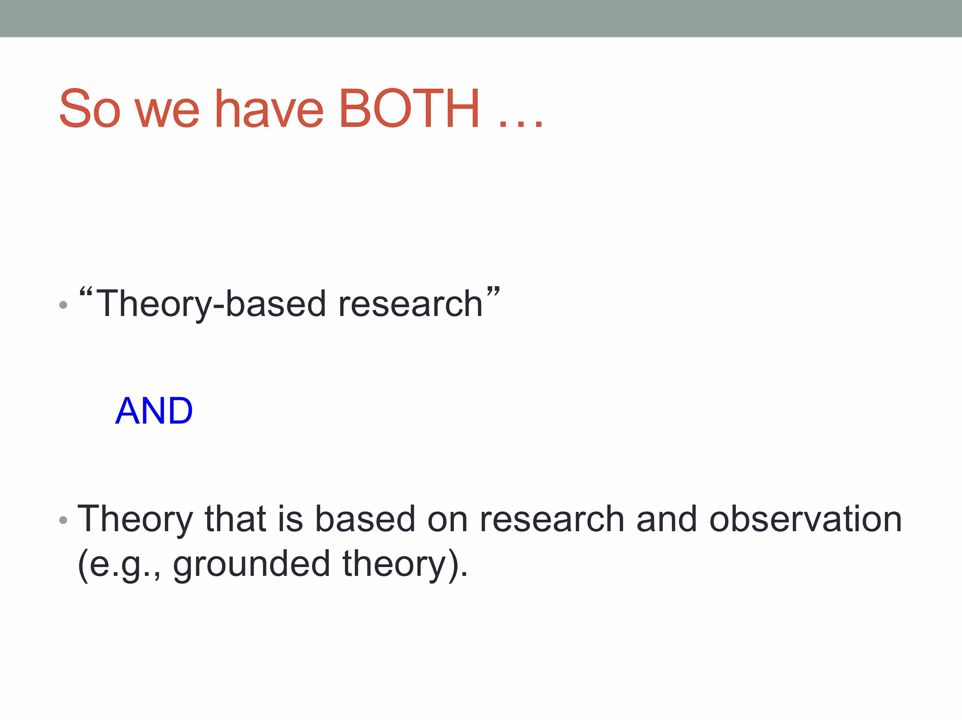 So we have BOTH …
• “Theory-based research”
AND
• Theory that is based on research and observation
(e.g., grounded theory).